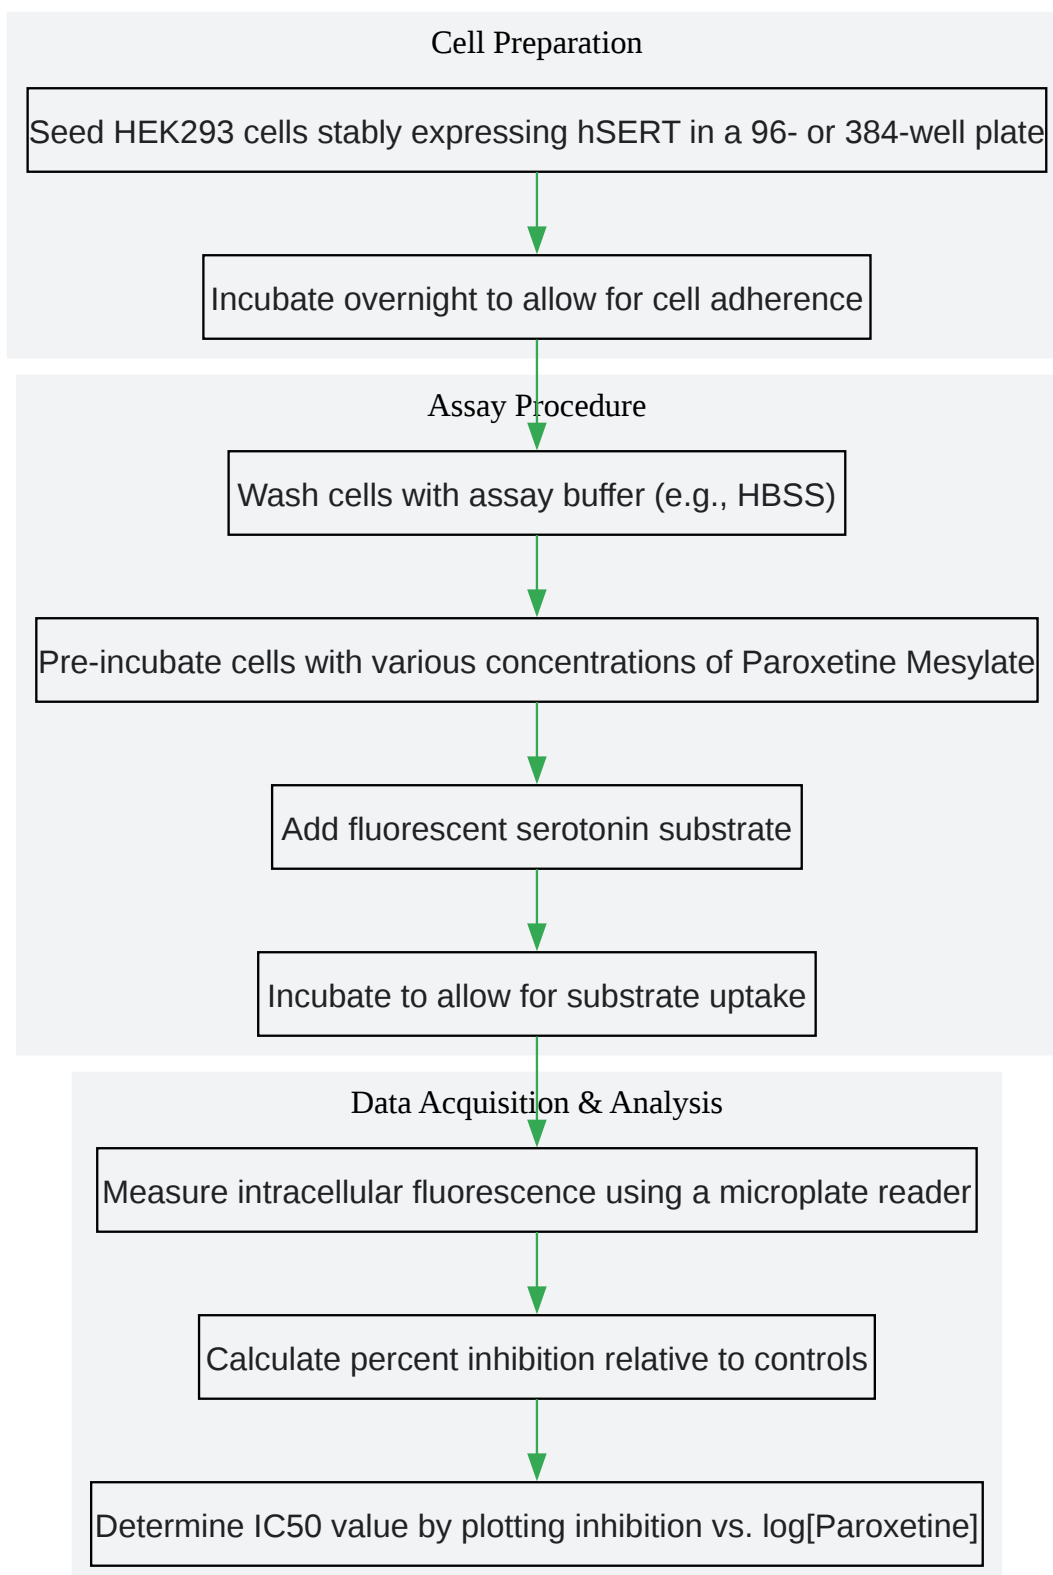 Cell Preparation
Seed HEK293 cells stably expressing hSERT in a 96- or 384-well plate
Incubate overnight to allow for cell adherence
Assay Procedure
Wash cells with assay buffer (e.g., HBSS)
Pre-incubate cells with various concentrations of Paroxetine Mesylate
Add fluorescent serotonin substrate
Incubate to allow for substrate uptake
Data Acquisition & Analysis
Measure intracellular fluorescence using a microplate reader
Calculate percent inhibition relative to controls
Determine IC50 value by plotting inhibition vs. log[Paroxetine]